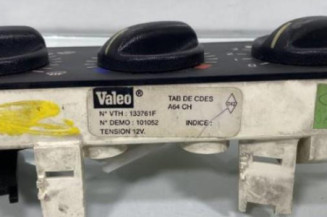 Valeo ®
TAB DE CDES
A64 CH
N° VTH : 133761F
N° DEMO : 101052
INDICE :
TENSION 12V.